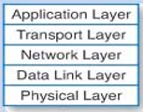 Application Layer
Transport Layer
Network Layer
Data Link Layer
Physical Layer